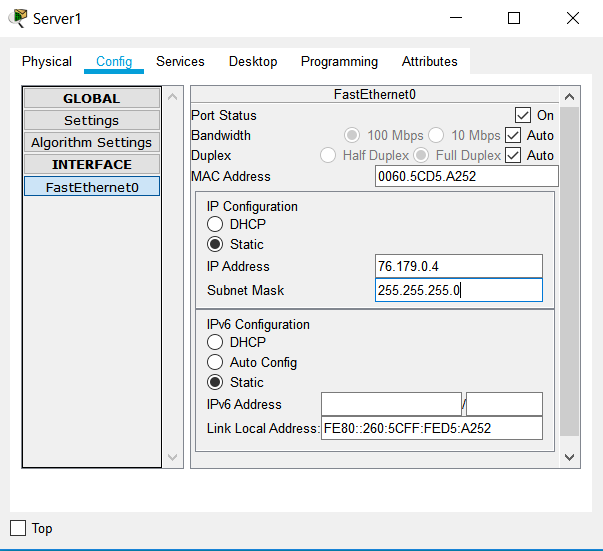 Server1
Physical Config Services Desktop Programming Attributes
GLOBAL
Settings
Algorithm Settings
INTERFACE
FastEthernet0
FastEthernet0
Port Status On
Bandwidth 100 Mbps 10 Mbps Auto
Duplex Half Duplex Full Duplex Auto
MAC Address 0060.5CD5.A252
IP Configuration
DHCP
Static
IP Address 76.179.0.4
Subnet Mask 255.255.255.0
IPv6 Configuration
DHCP
Auto Config
Static
IPv6 Address /
Link Local Address: FE80::260:5CFF:FED5:A252
Top